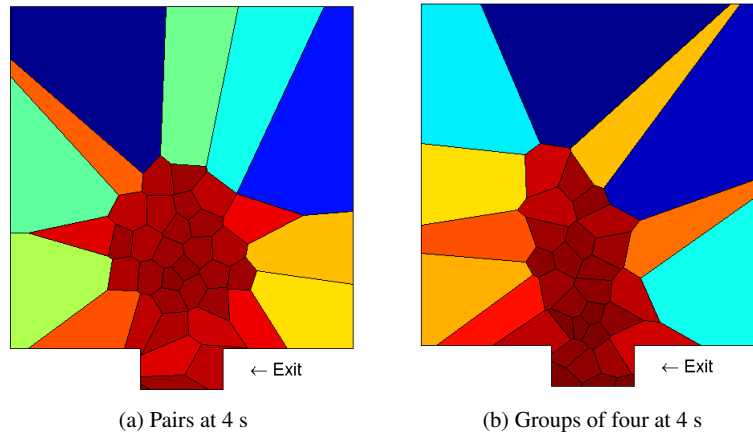 ← Exit
← Exit
(a) Pairs at 4 s
(b) Groups of four at 4 s